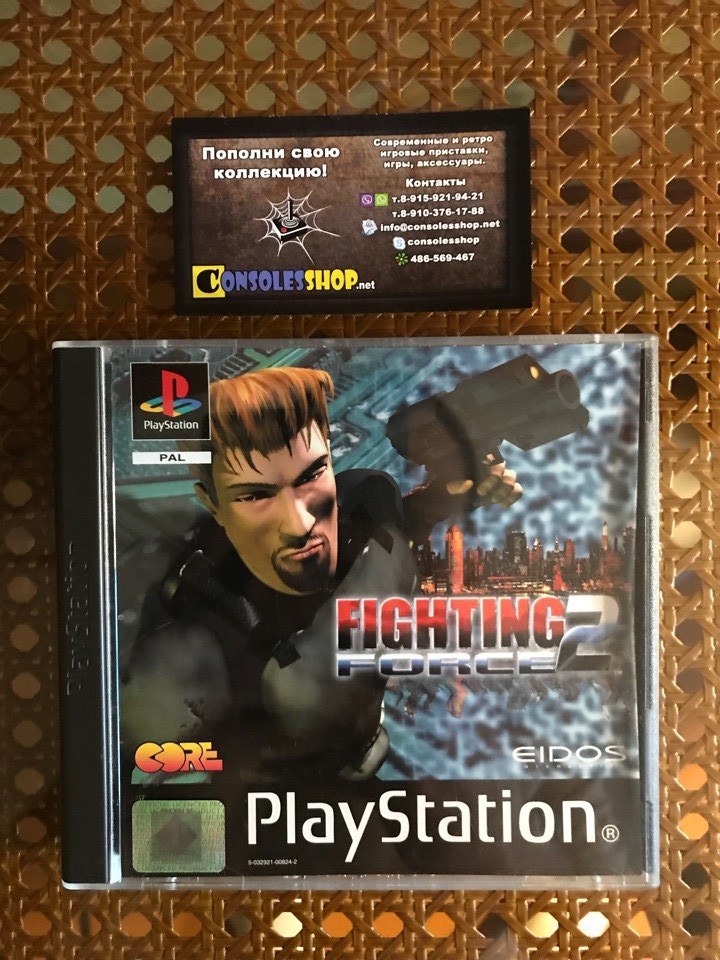 Пополни свою
коллекцию!
Современные и ретро
игровые приставки,
игры, аксессуары.
Контакты
т.8-915-921-94-21
т.8-910-376-17-88
info@consolesshop.net
consolesshop
486-569-467
CONSOLESSHOP.net
PlayStation
PAL
PlayStation
FIGHTING
FORCE 2
CORE
EIDOS
PlayStation®
5-032921-00824-2